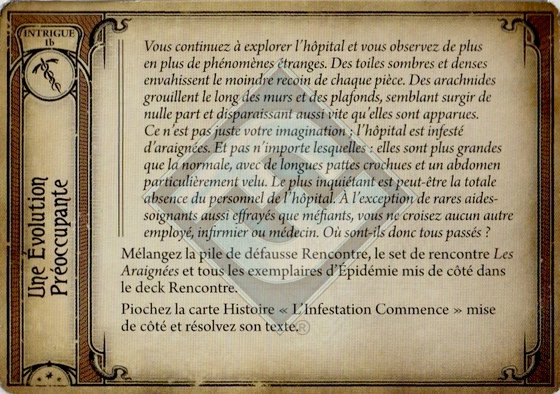 INTRIGUE
1b
Une Évolution
Préoccupante
Vous continuez à explorer l'hôpital et vous observez de plus
en plus de phénomènes étranges. Des toiles sombres et denses
envahissent le moindre recoin de chaque pièce. Des arachnides
grouillent le long des murs et des plafonds, semblant surgir de
nulle part et disparaissant aussi vite qu'elles sont apparues.
Ce n'est pas juste votre imagination : l'hôpital est infesté
d'araignées. Et pas n'importe lesquelles : elles sont plus grandes
que la normale, avec de longues pattes crochues et un abdomen
particulièrement velu. Le plus inquiétant est peut-être la totale
absence du personnel de l'hôpital. À l'exception de rares aides-
soignants aussi effrayés que méfiants, vous ne croisez aucun autre
employé, infirmier ou médecin. Où sont-ils donc tous passés ?
Mélangez la pile de défausse Rencontre, le set de rencontre Les
Araignées et tous les exemplaires d'Épidémie mis de côté dans
le deck Rencontre.
Piochez la carte Histoire « L'Infestation Commence » mise
de côté et résolvez son texte.
®